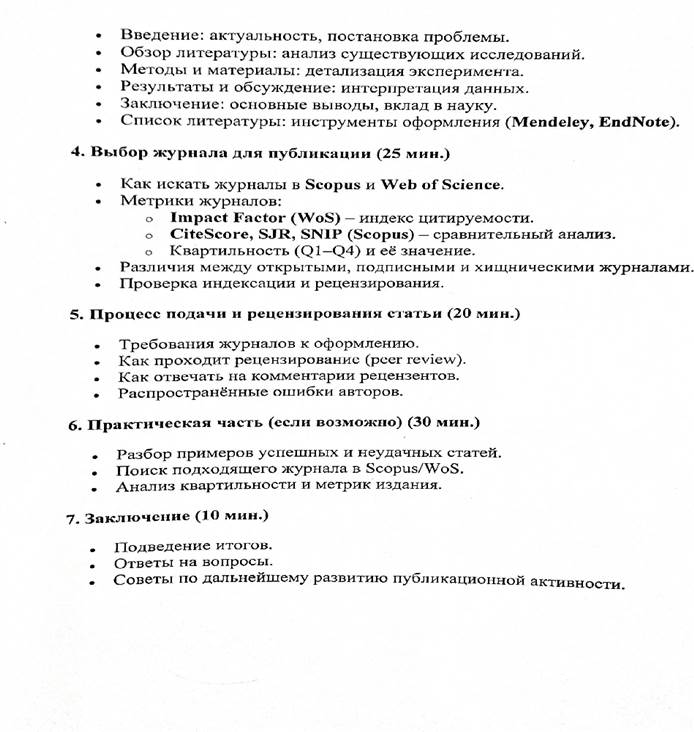 • Введение: актуальность, постановка проблемы.
• Обзор литературы: анализ существующих исследований.
• Методы и материалы: детализация эксперимента.
• Результаты и обсуждение: интерпретация данных.
• Заключение: основные выводы, вклад в науку.
• Список литературы: инструменты оформления (Mendeley, EndNote).
4. Выбор журнала для публикации (25 мин.)
• Как искать журналы в Scopus и Web of Science.
• Метрики журналов:
o Impact Factor (WoS) – индекс цитируемости.
o CiteScore, SJR, SNIP (Scopus) – сравнительный анализ.
o Квартильность (Q1–Q4) и её значение.
• Различия между открытыми, подписными и хищническими журналами.
• Проверка индексации и рецензирования.
5. Процесс подачи и рецензирования статьи (20 мин.)
• Требования журналов к оформлению.
• Как проходит рецензирование (peer review).
• Как отвечать на комментарии рецензентов.
• Распространённые ошибки авторов.
6. Практическая часть (если возможно) (30 мин.)
• Разбор примеров успешных и неудачных статей.
• Поиск подходящего журнала в Scopus/WoS.
• Анализ квартильности и метрик издания.
7. Заключение (10 мин.)
• Подведение итогов.
• Ответы на вопросы.
• Советы по дальнейшему развитию публикационной активности.